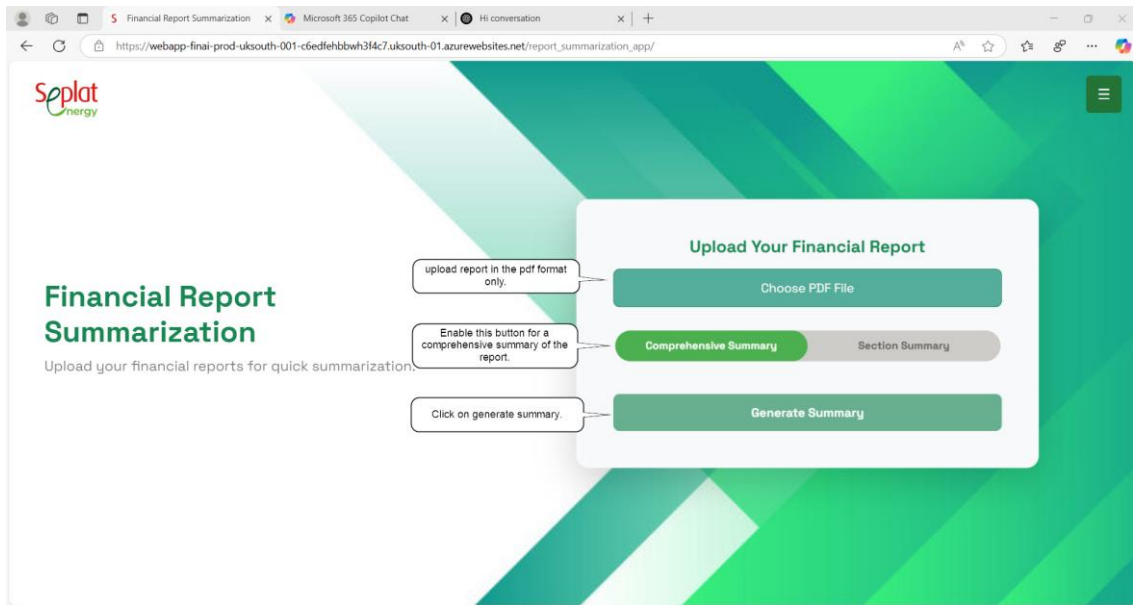 Financial Report Summarization
Microsoft 365 Copilot Chat
Hi conversation
https://webapp-finai-prod-uksouth-001-c6edfehbbwh3f4c7.uksouth-01.azurewebsites.net/report_summarization_app/
Seplat
energy
Upload Your Financial Report
upload report in the pdf format
only.
Choose PDF File
Financial Report
Summarization
Upload your financial reports for quick summarization.
Enable this button for a
comprehensive summary of the
report.
Comprehensive Summary
Section Summary
Click on generate summary.
Generate Summary